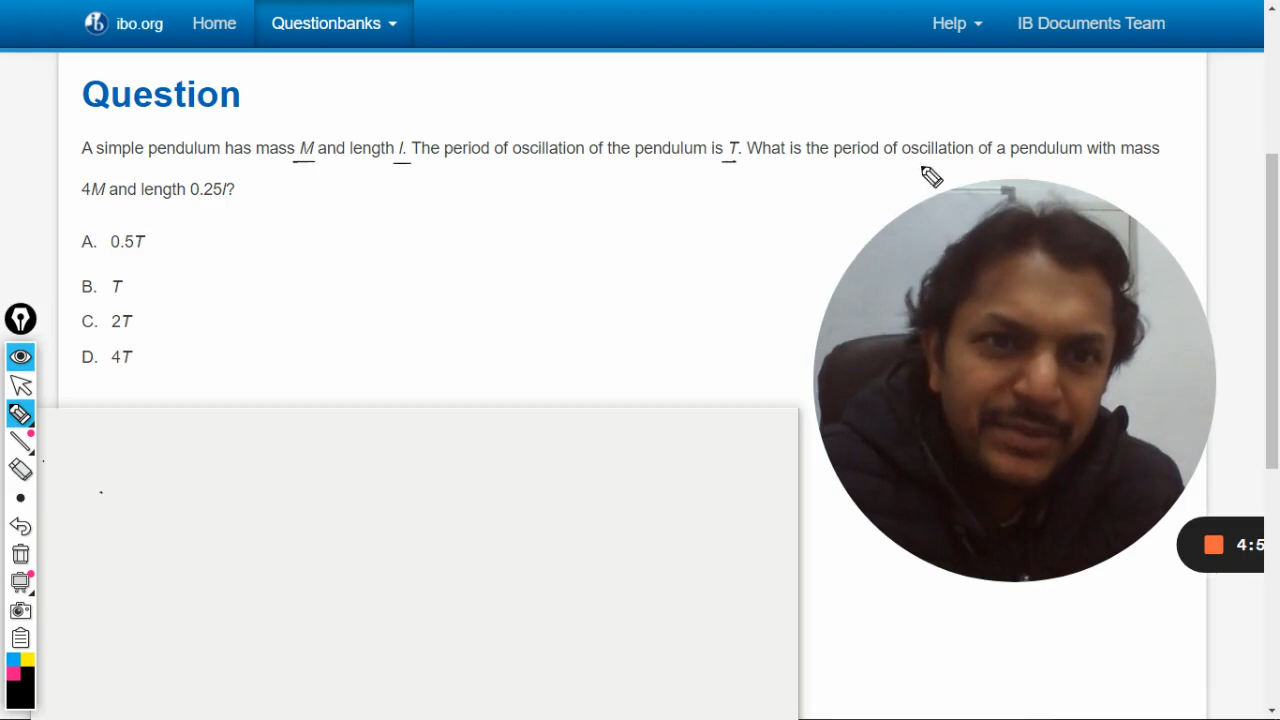 ibo.org Home Questionbanks Help IB Documents Team
Question
A simple pendulum has mass M and length l. The period of oscillation of the pendulum is T. What is the period of oscillation of a pendulum with mass
4M and length 0.25l?
A. 0.5T
B. T
C. 2T
D. 4T
4:5